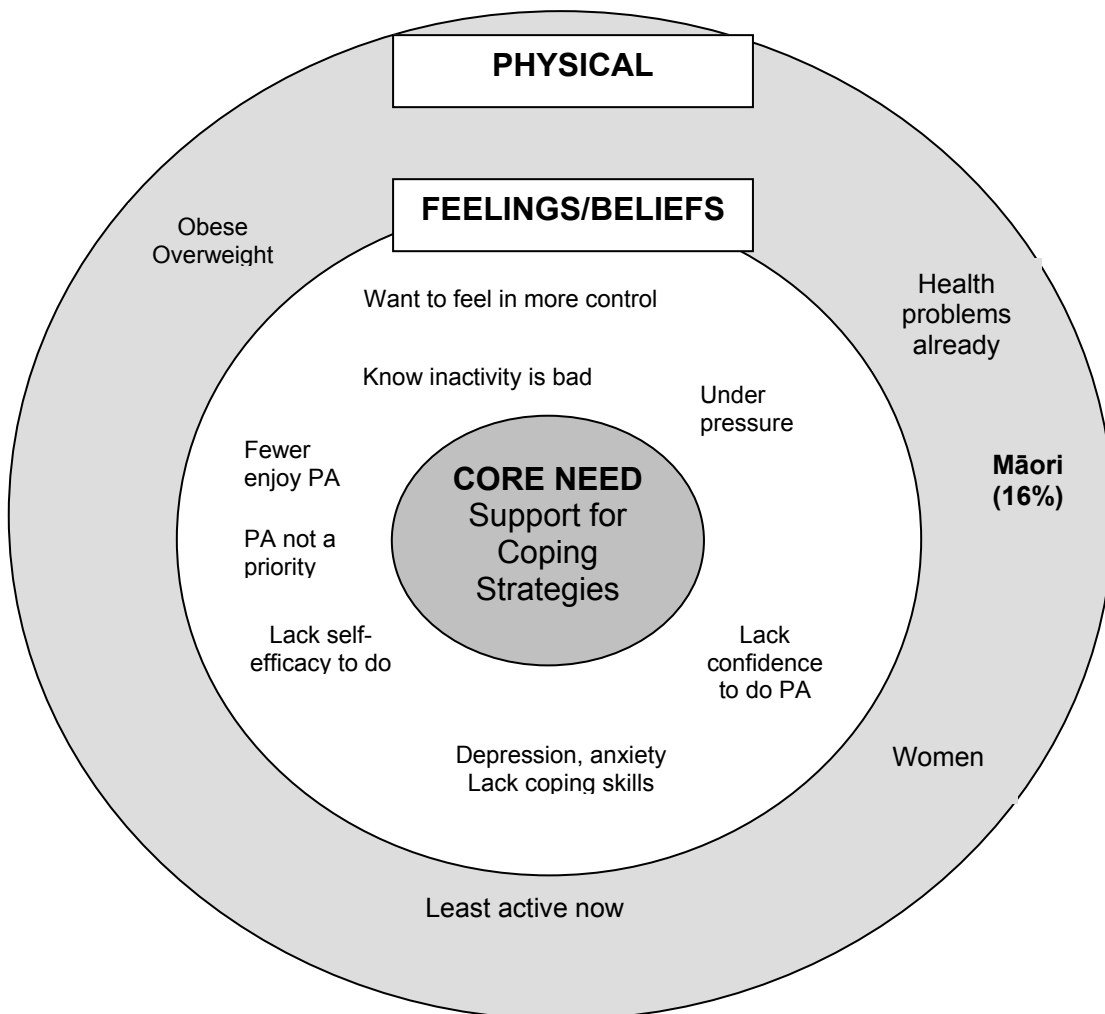 PHYSICAL
FEELINGS/BELIEFS
Obese
Overweight
Want to feel in more control
Health
problems
already
Know inactivity is bad
Under
pressure
Fewer
enjoy PA
CORE NEED
Support for
Coping
Strategies
Māori
(16%)
PA not a
priority
Lack self-
efficacy to do
Lack
confidence
to do PA
Depression, anxiety
Lack coping skills
Women
Least active now